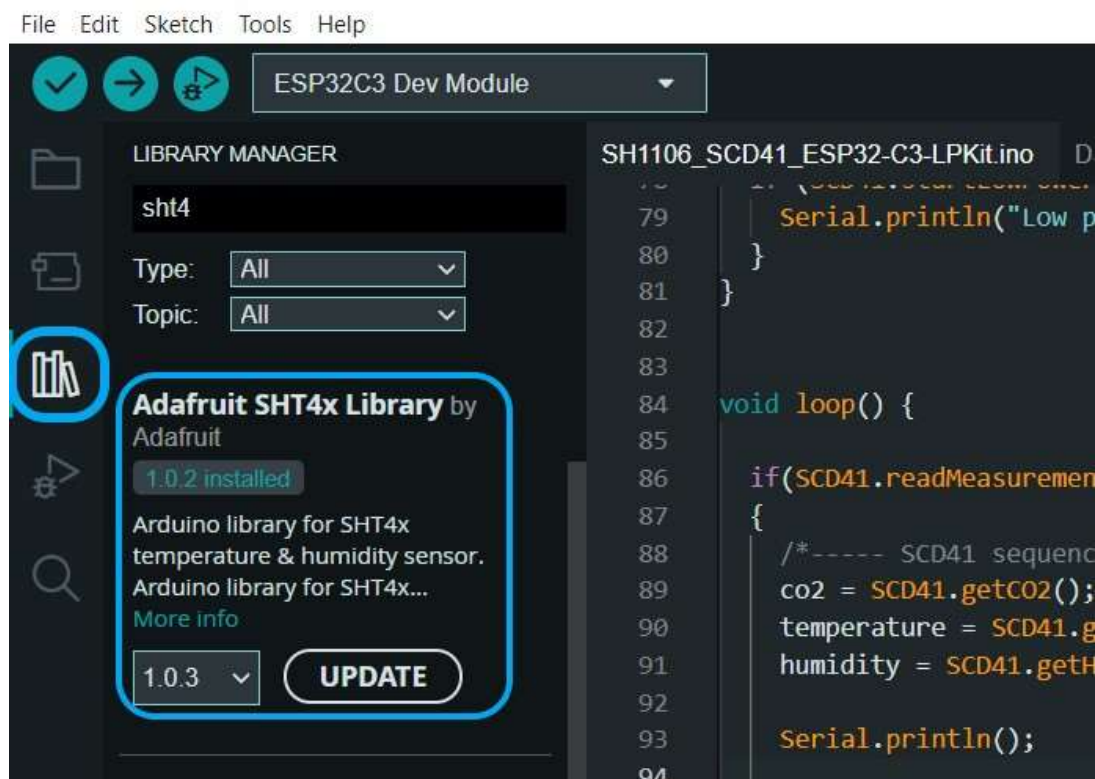 File Edit Sketch Tools Help
ESP32C3 Dev Module
LIBRARY MANAGER
sht4
Type: All
Topic: All
Adafruit SHT4x Library by
Adafruit
1.0.2 installed
Arduino library for SHT4x
temperature & humidity sensor.
Arduino library for SHT4x...
More info
1.0.3 UPDATE
SH1106_SCD41_ESP32-C3-LPKit.ino
79 Serial.println("Low p
80 }
81 }
82
83
84 void loop() {
85
86 if(SCD41.readMeasuremen
87 {
88 /*----- SCD41 sequenc
89 co2 = SCD41.getCO2();
90 temperature = SCD41.g
91 humidity = SCD41.getH
92
93 Serial.println();
94